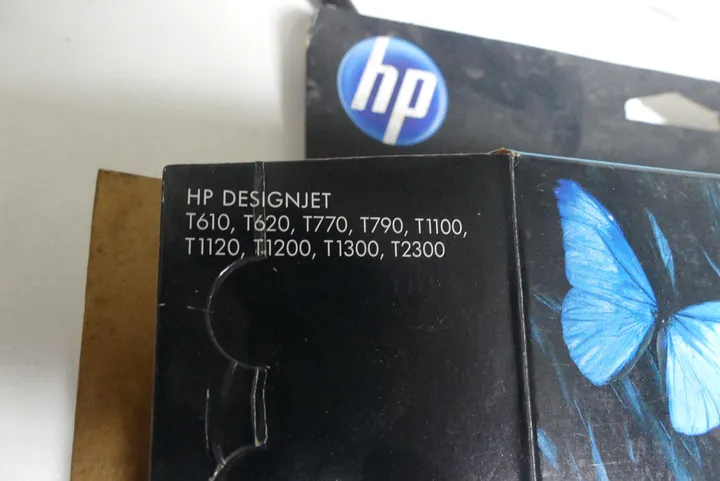 hp
HP DESIGNJET
T610, T620, T770, T790, T1100,
T1120, T1200, T1300, T2300